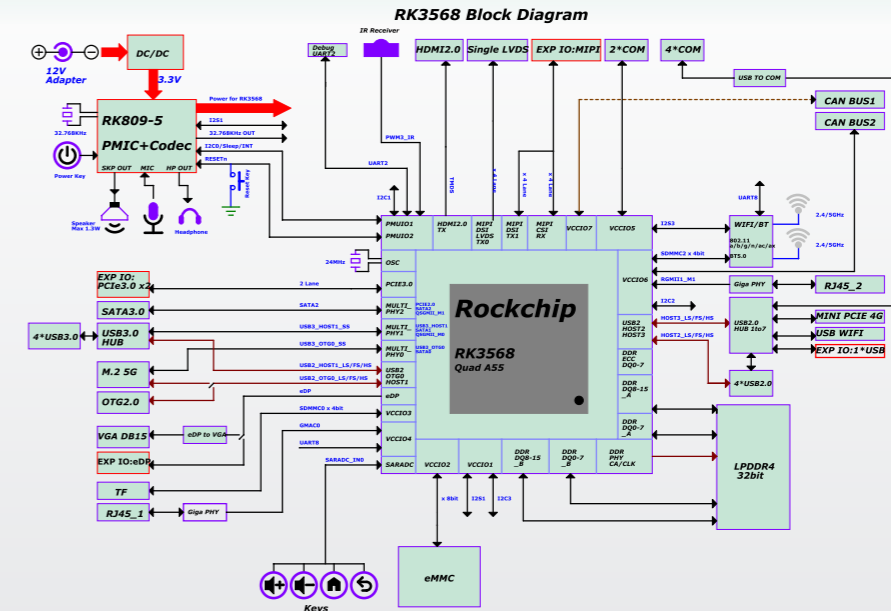 RK3568 Block Diagram
IR Receiver
Debug
UART2
HDMI2.0
Single LVDS
EXP IO:MIPI
2*COM
4*COM
USB TO COM
DC/DC
12V
Adapter
3.3V
CAN BUS1
CAN BUS2
Power for RK3568
RK809-5
PMIC+Codec
I2S1
32.768KHz OUT
I2C0/Sleep/INT
RESETn
32.768KHz
Power Key
SKP OUT
MIC
HP OUT
Reset Key
Speaker
Max 1.3W
Headphone
PWM3_IR
UART2
I2C1
TMDS
x 4 Lane
x 4 Lane
x 4 Lane
UART8
2.4/5GHz
2.4/5GHz
WIFI/BT
802.11
a/b/g/n/ac/ax
BT5.0
PMUIO1
PMUIO2
HDMI2.0
TX
MIPI
DSI
LVDS
TX0
MIPI
DSI
TX1
MIPI
CSI
RX
VCCIO7
VCCIO5
I2S3
SDMMC2 x 4bit
24MHz
OSC
VCCIO6
RGMII1_M1
Giga PHY
RJ45_2
EXP IO:
PCIe3.0 x2
2 Lane
PCIE3.0
I2C2
SATA3.0
SATA2
MULTI_
PHY2
PCIE2.0
SATA2
QSGMII_M1
Rockchip
RK3568
Quad A55
USB2
HOST2
HOST3
HOST3_LS/FS/HS
HOST2_LS/FS/HS
USB2.0
HUB 1to7
MINI PCIE 4G
USB WIFI
EXP IO:1*USB
4*USB2.0
4*USB3.0
USB3.0
HUB
USB3_HOST1_SS
MULTI_
PHY1
USB3_HOST1
SATA1
QSGMII_M0
USB3_OTG0_SS
MULTI_
PHY0
USB3_OTG0
SATA0
M.2 5G
USB2_HOST1_LS/FS/HS
USB2_OTG0_LS/FS/HS
USB2
OTG0
HOST1
OTG2.0
DDR
ECC
DQ0-7
DDR
DQ8-15
_A
DDR
DQ0-7
_A
eDP
eDP
SDMMC0 x 4bit
VCCIO3
GMAC0
VGA DB15
eDP to VGA
UART8
VCCIO4
EXP IO:eDP
SARADC_IN0
SARADC
VCCIO2
VCCIO1
DDR
DQ8-15
_B
DDR
DQ0-7
_B
DDR
PHY
CA/CLK
LPDDR4
32bit
TF
RJ45_1
Giga PHY
x 8bit
I2S1
I2C3
eMMC
Keys